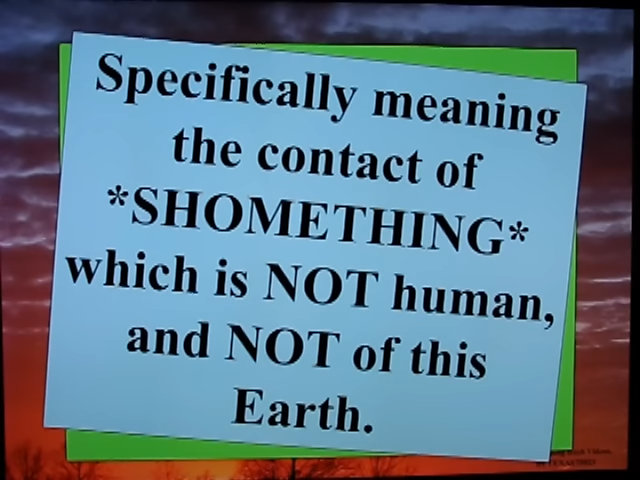 Specifically meaning
the contact of
*SHOMETHING*
which is NOT human,
and NOT of this
Earth.